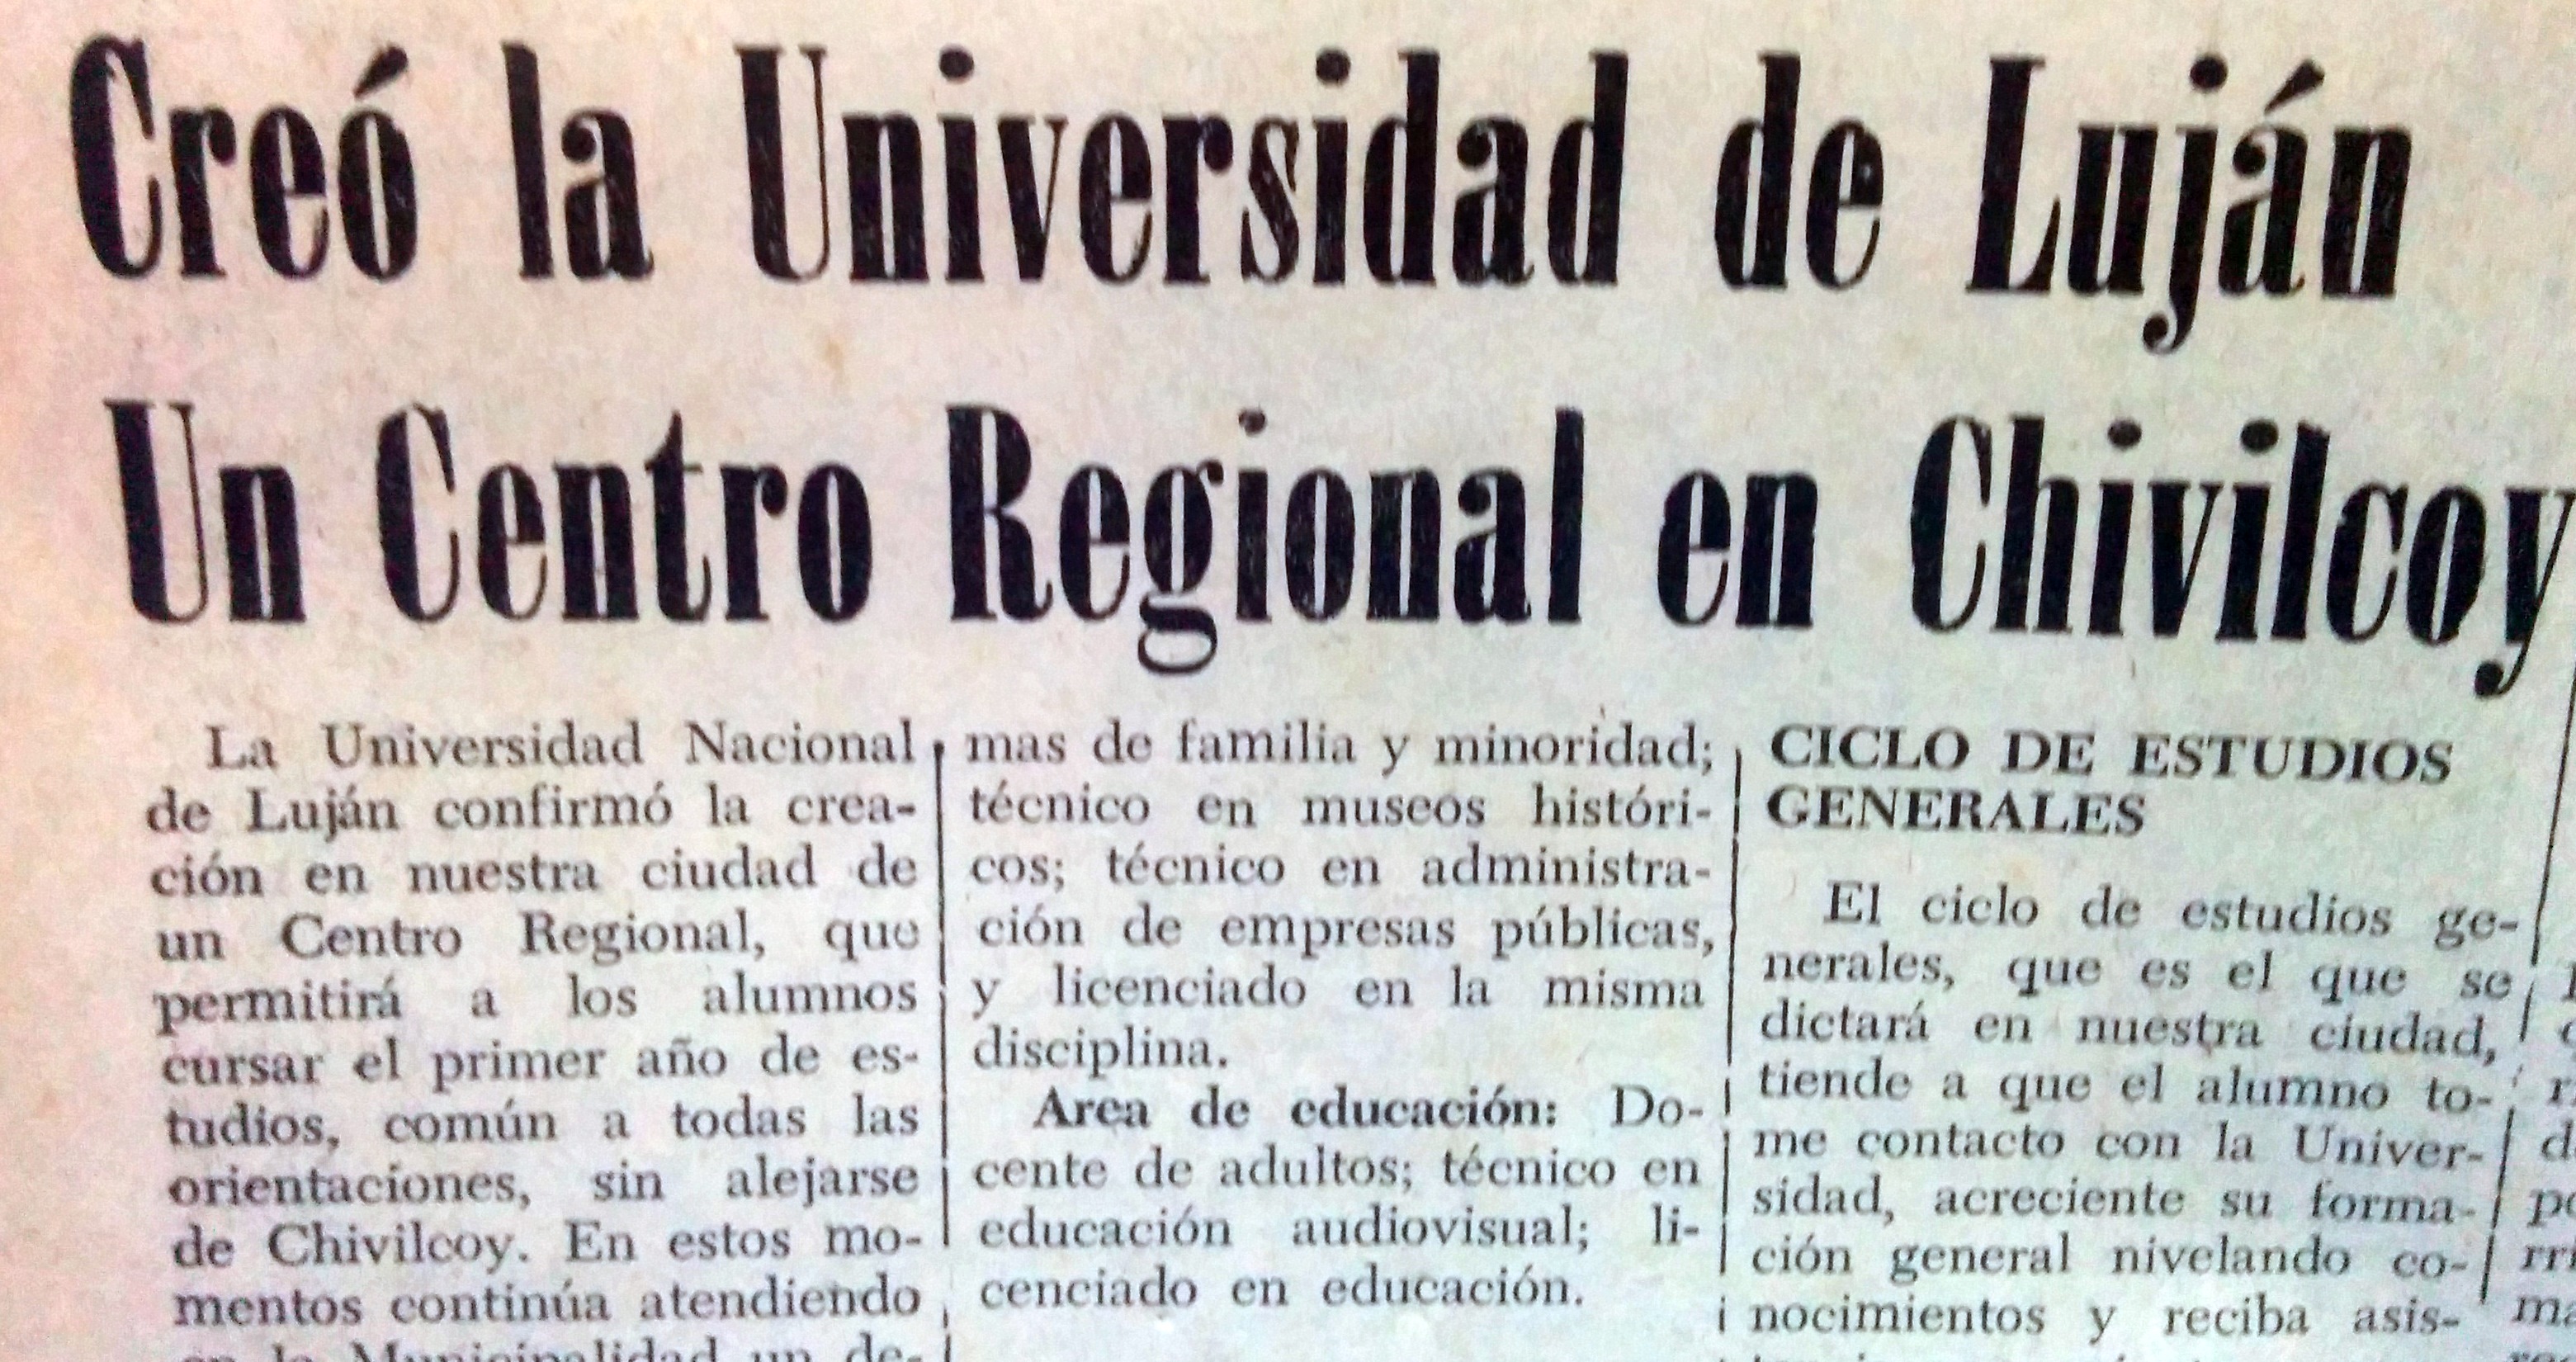 Creó la Universidad de Luján
Un Centro Regional en Chivilcoy
La Universidad Nacional
de Luján confirmó la crea-
ción en nuestra ciudad de
un Centro Regional, que
permitirá a los alumnos
cursar el primer año de es-
tudios, común a todas las
orientaciones, sin alejarse
de Chivilcoy. En estos mo-
mentos continúa atendiendo
en la Municipalidad un de-
mas de familia y minoridad;
técnico en museos históri-
cos; técnico en administra-
ción de empresas públicas,
y licenciado en la misma
disciplina.
Area de educación: Do-
cente de adultos; técnico en
educación audiovisual; li-
cenciado en educación.
CICLO DE ESTUDIOS
GENERALES
El ciclo de estudios ge-
nerales, que es el que se
dictará en nuestra ciudad,
tiende a que el alumno to-
me contacto con la Univer-
sidad, acreciente su forma-
ción general nivelando co-
nocimientos y reciba asis-